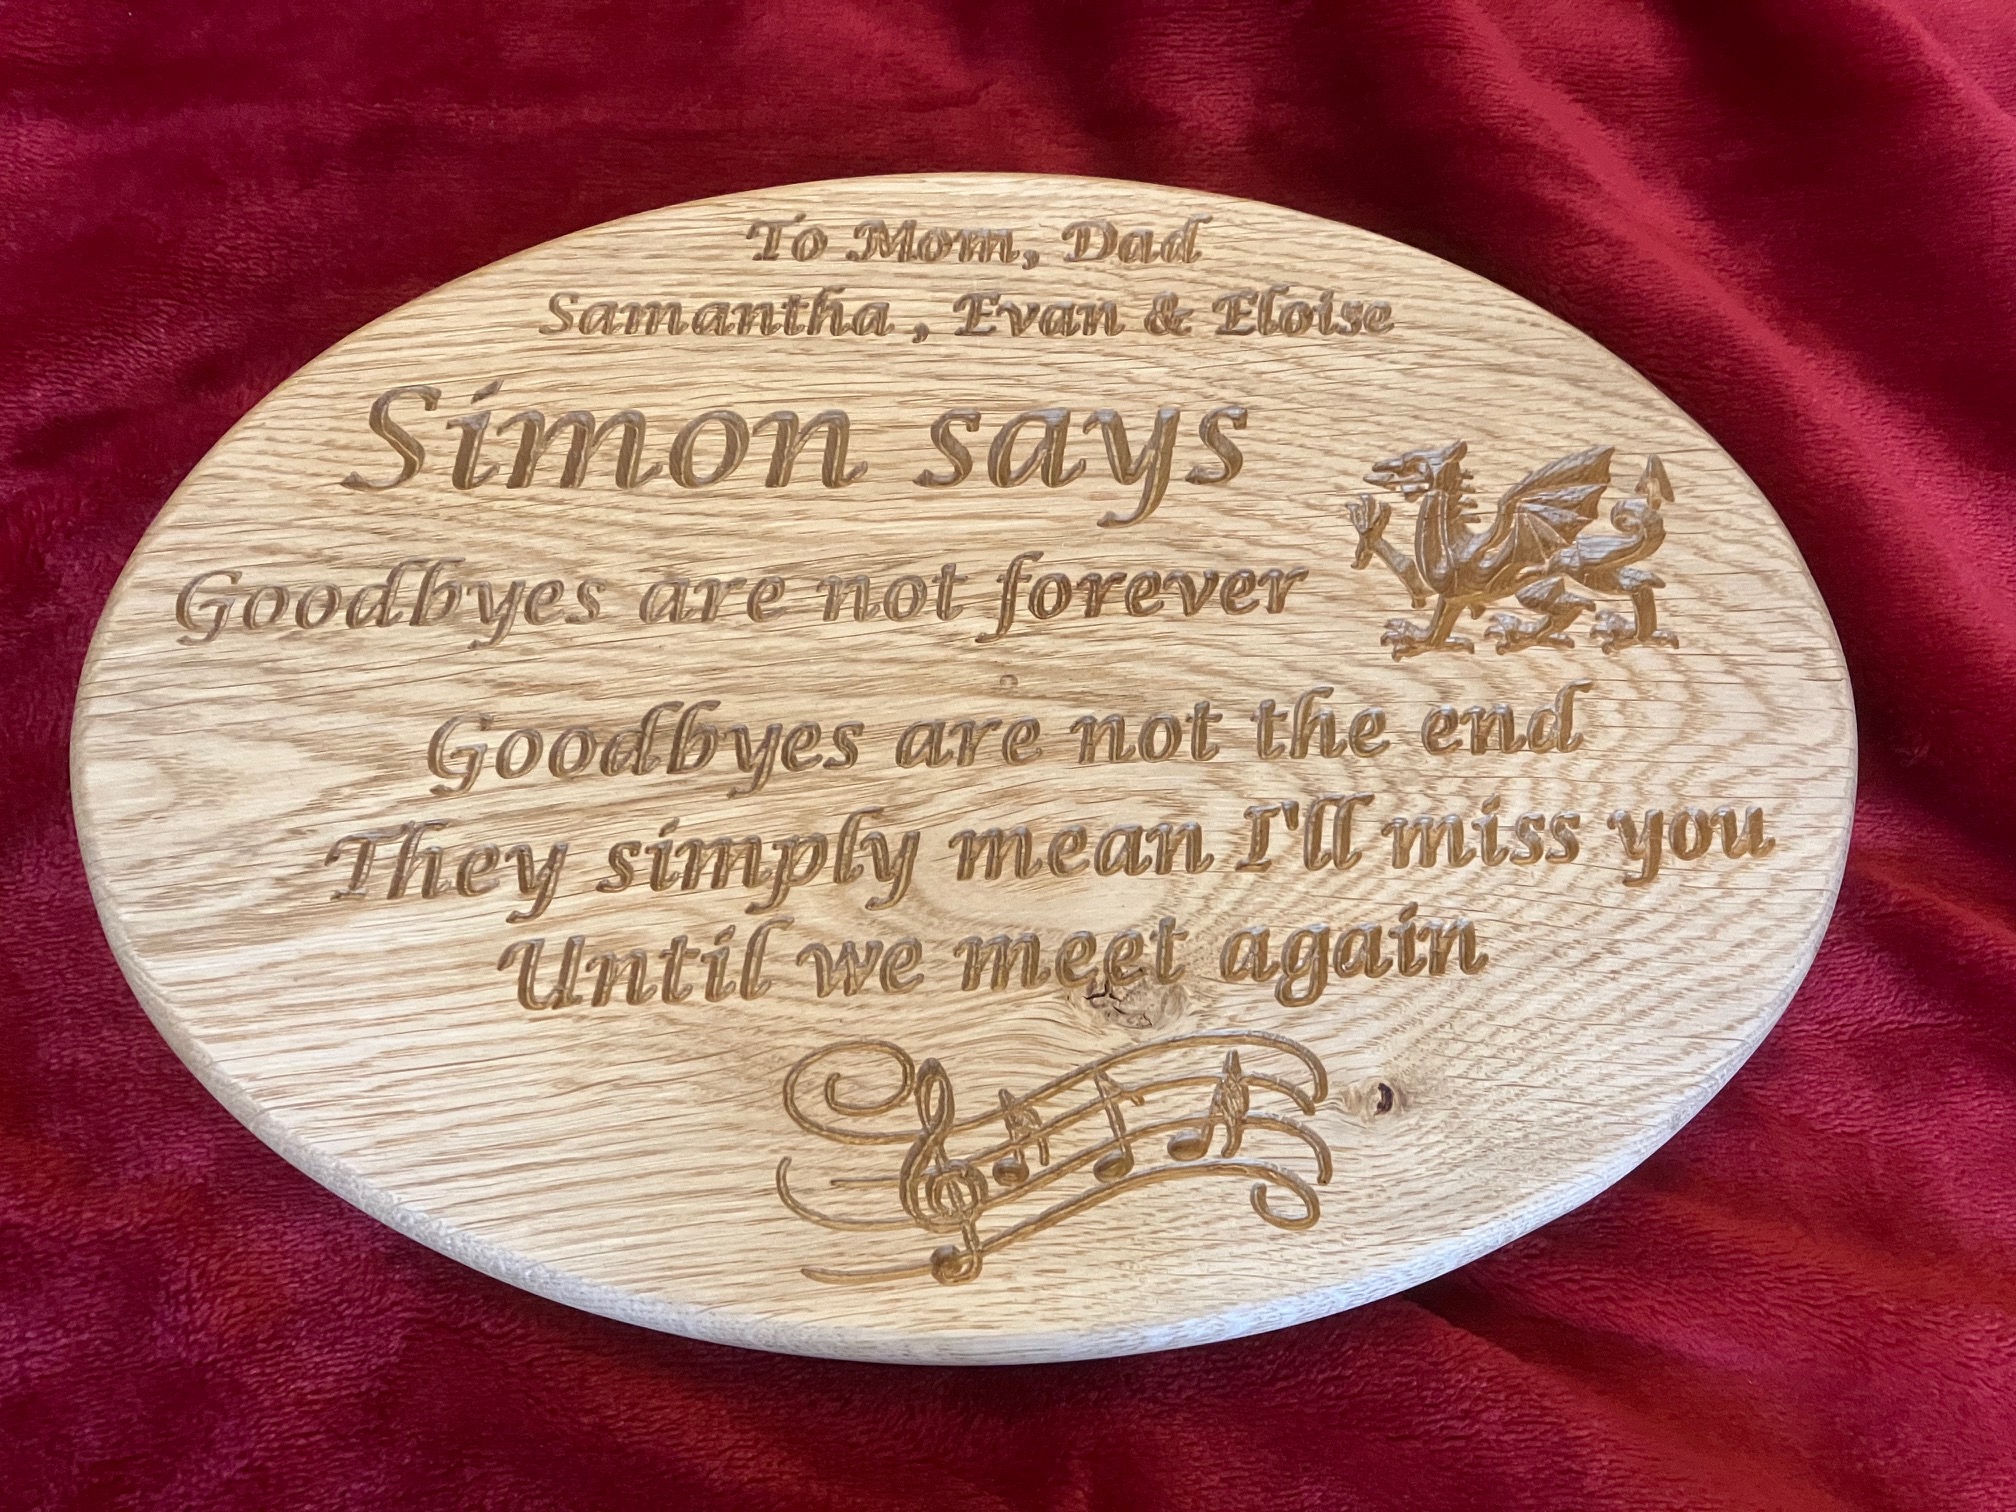 To Mom, Dad
Samantha , Evan & Eloise
Simon says
Goodbyes are not forever
Goodbyes are not the end
They simply mean I'll miss you
Until we meet again